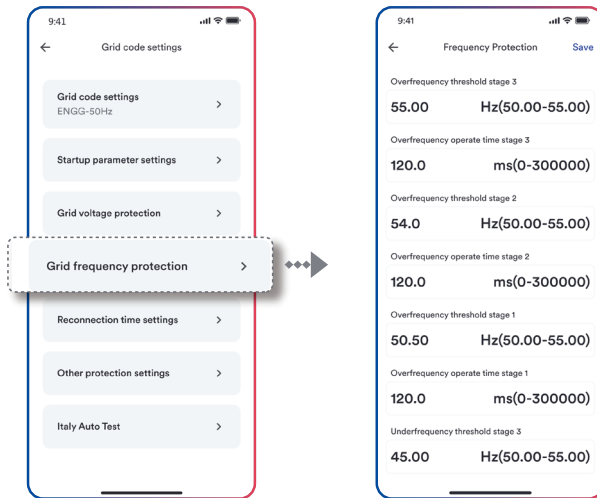 9:41
Grid code settings
Grid code settings
ENGG-50Hz
Startup parameter settings
Grid voltage protection
Grid frequency protection
Reconnection time settings
Other protection settings
Italy Auto Test
9:41
Frequency Protection Save
Overfrequency threshold stage 3
55.00 Hz(50.00-55.00)
Overfrequency operate time stage 3
120.0 ms(0-300000)
Overfrequency threshold stage 2
54.0 Hz(50.00-55.00)
Overfrequency operate time stage 2
120.0 ms(0-300000)
Overfrequency threshold stage 1
50.50 Hz(50.00-55.00)
Overfrequency operate time stage 1
120.0 ms(0-300000)
Underfrequency threshold stage 3
45.00 Hz(50.00-55.00)